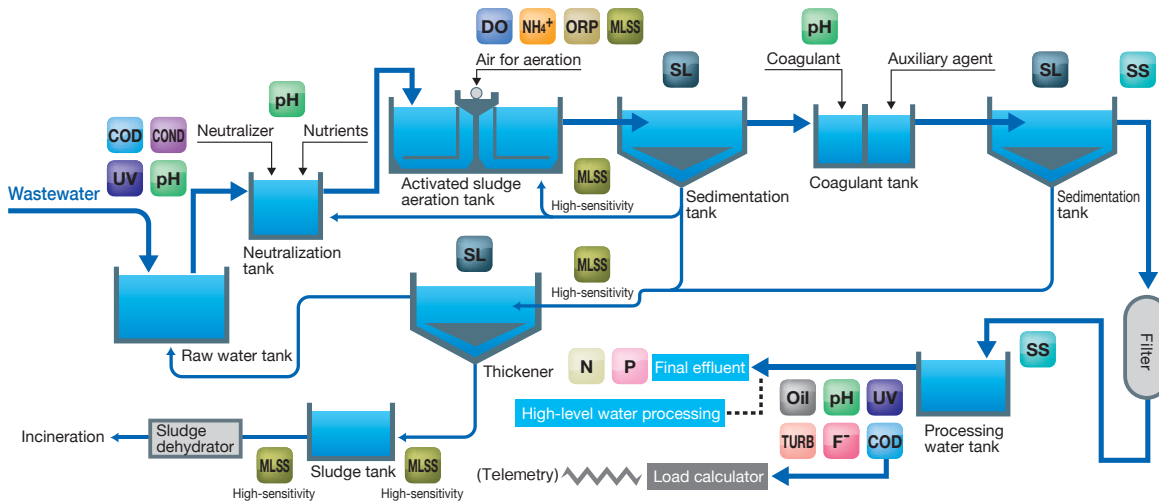 DO
NH₄⁺
ORP
MLSS
Air for aeration
pH
Coagulant
Auxiliary agent
SL
SL
SS
pH
Neutralizer
Nutrients
COD
COND
UV
pH
Wastewater
Activated sludge
aeration tank
MLSS
High-sensitivity
Sedimentation
tank
Coagulant tank
Sedimentation
tank
Neutralization
tank
SL
MLSS
High-sensitivity
Raw water tank
Thickener
N
P
Final effluent
SS
Filter
High-level water processing
Oil
pH
UV
Processing
water tank
TURB
F⁻
COD
Incineration
Sludge
dehydrator
MLSS
High-sensitivity
Sludge tank
MLSS
High-sensitivity
(Telemetry)
Load calculator